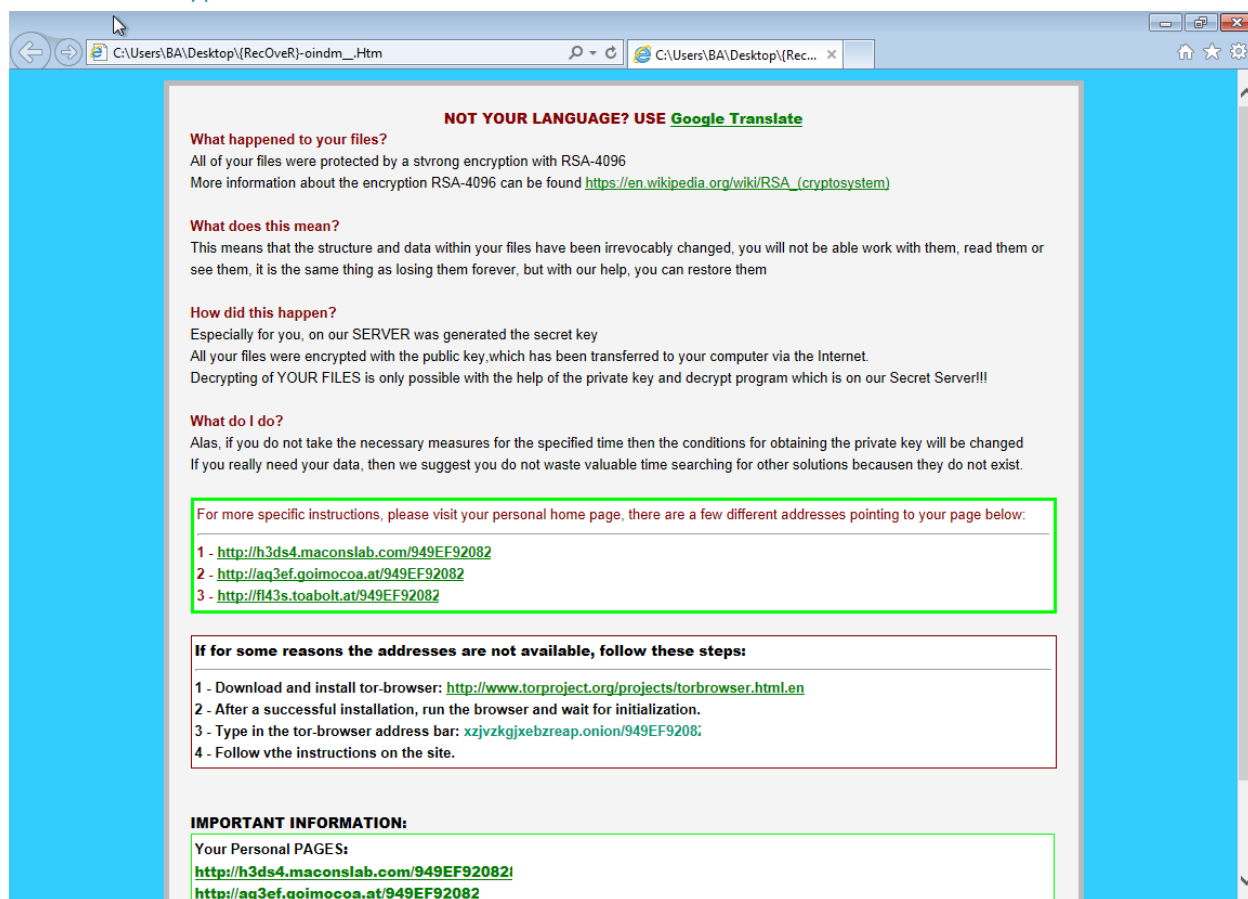 C:\Users\BA\Desktop\{RecOveR}-oindm__.Htm
C:\Users\BA\Desktop\{Rec...
NOT YOUR LANGUAGE? USE Google Translate
What happened to your files?
All of your files were protected by a stvrong encryption with RSA-4096
More information about the encryption RSA-4096 can be found https://en.wikipedia.org/wiki/RSA_(cryptosystem)
What does this mean?
This means that the structure and data within your files have been irrevocably changed, you will not be able work with them, read them or
see them, it is the same thing as losing them forever, but with our help, you can restore them
How did this happen?
Especially for you, on our SERVER was generated the secret key
All your files were encrypted with the public key,which has been transferred to your computer via the Internet.
Decrypting of YOUR FILES is only possible with the help of the private key and decrypt program which is on our Secret Server!!!
What do I do?
Alas, if you do not take the necessary measures for the specified time then the conditions for obtaining the private key will be changed
If you really need your data, then we suggest you do not waste valuable time searching for other solutions becausen they do not exist.
For more specific instructions, please visit your personal home page, there are a few different addresses pointing to your page below:
1 - http://h3ds4.maconslab.com/949EF92082
2 - http://aq3ef.goimocoa.at/949EF92082
3 - http://fl43s.toabolt.at/949EF92082
If for some reasons the addresses are not available, follow these steps:
1 - Download and install tor-browser: http://www.torproject.org/projects/torbrowser.html.en
2 - After a successful installation, run the browser and wait for initialization.
3 - Type in the tor-browser address bar: xzjvzkgjxebzreap.onion/949EF9208
4 - Follow vthe instructions on the site.
IMPORTANT INFORMATION:
Your Personal PAGES:
http://h3ds4.maconslab.com/949EF92082
http://aq3ef.goimocoa.at/949EF92082